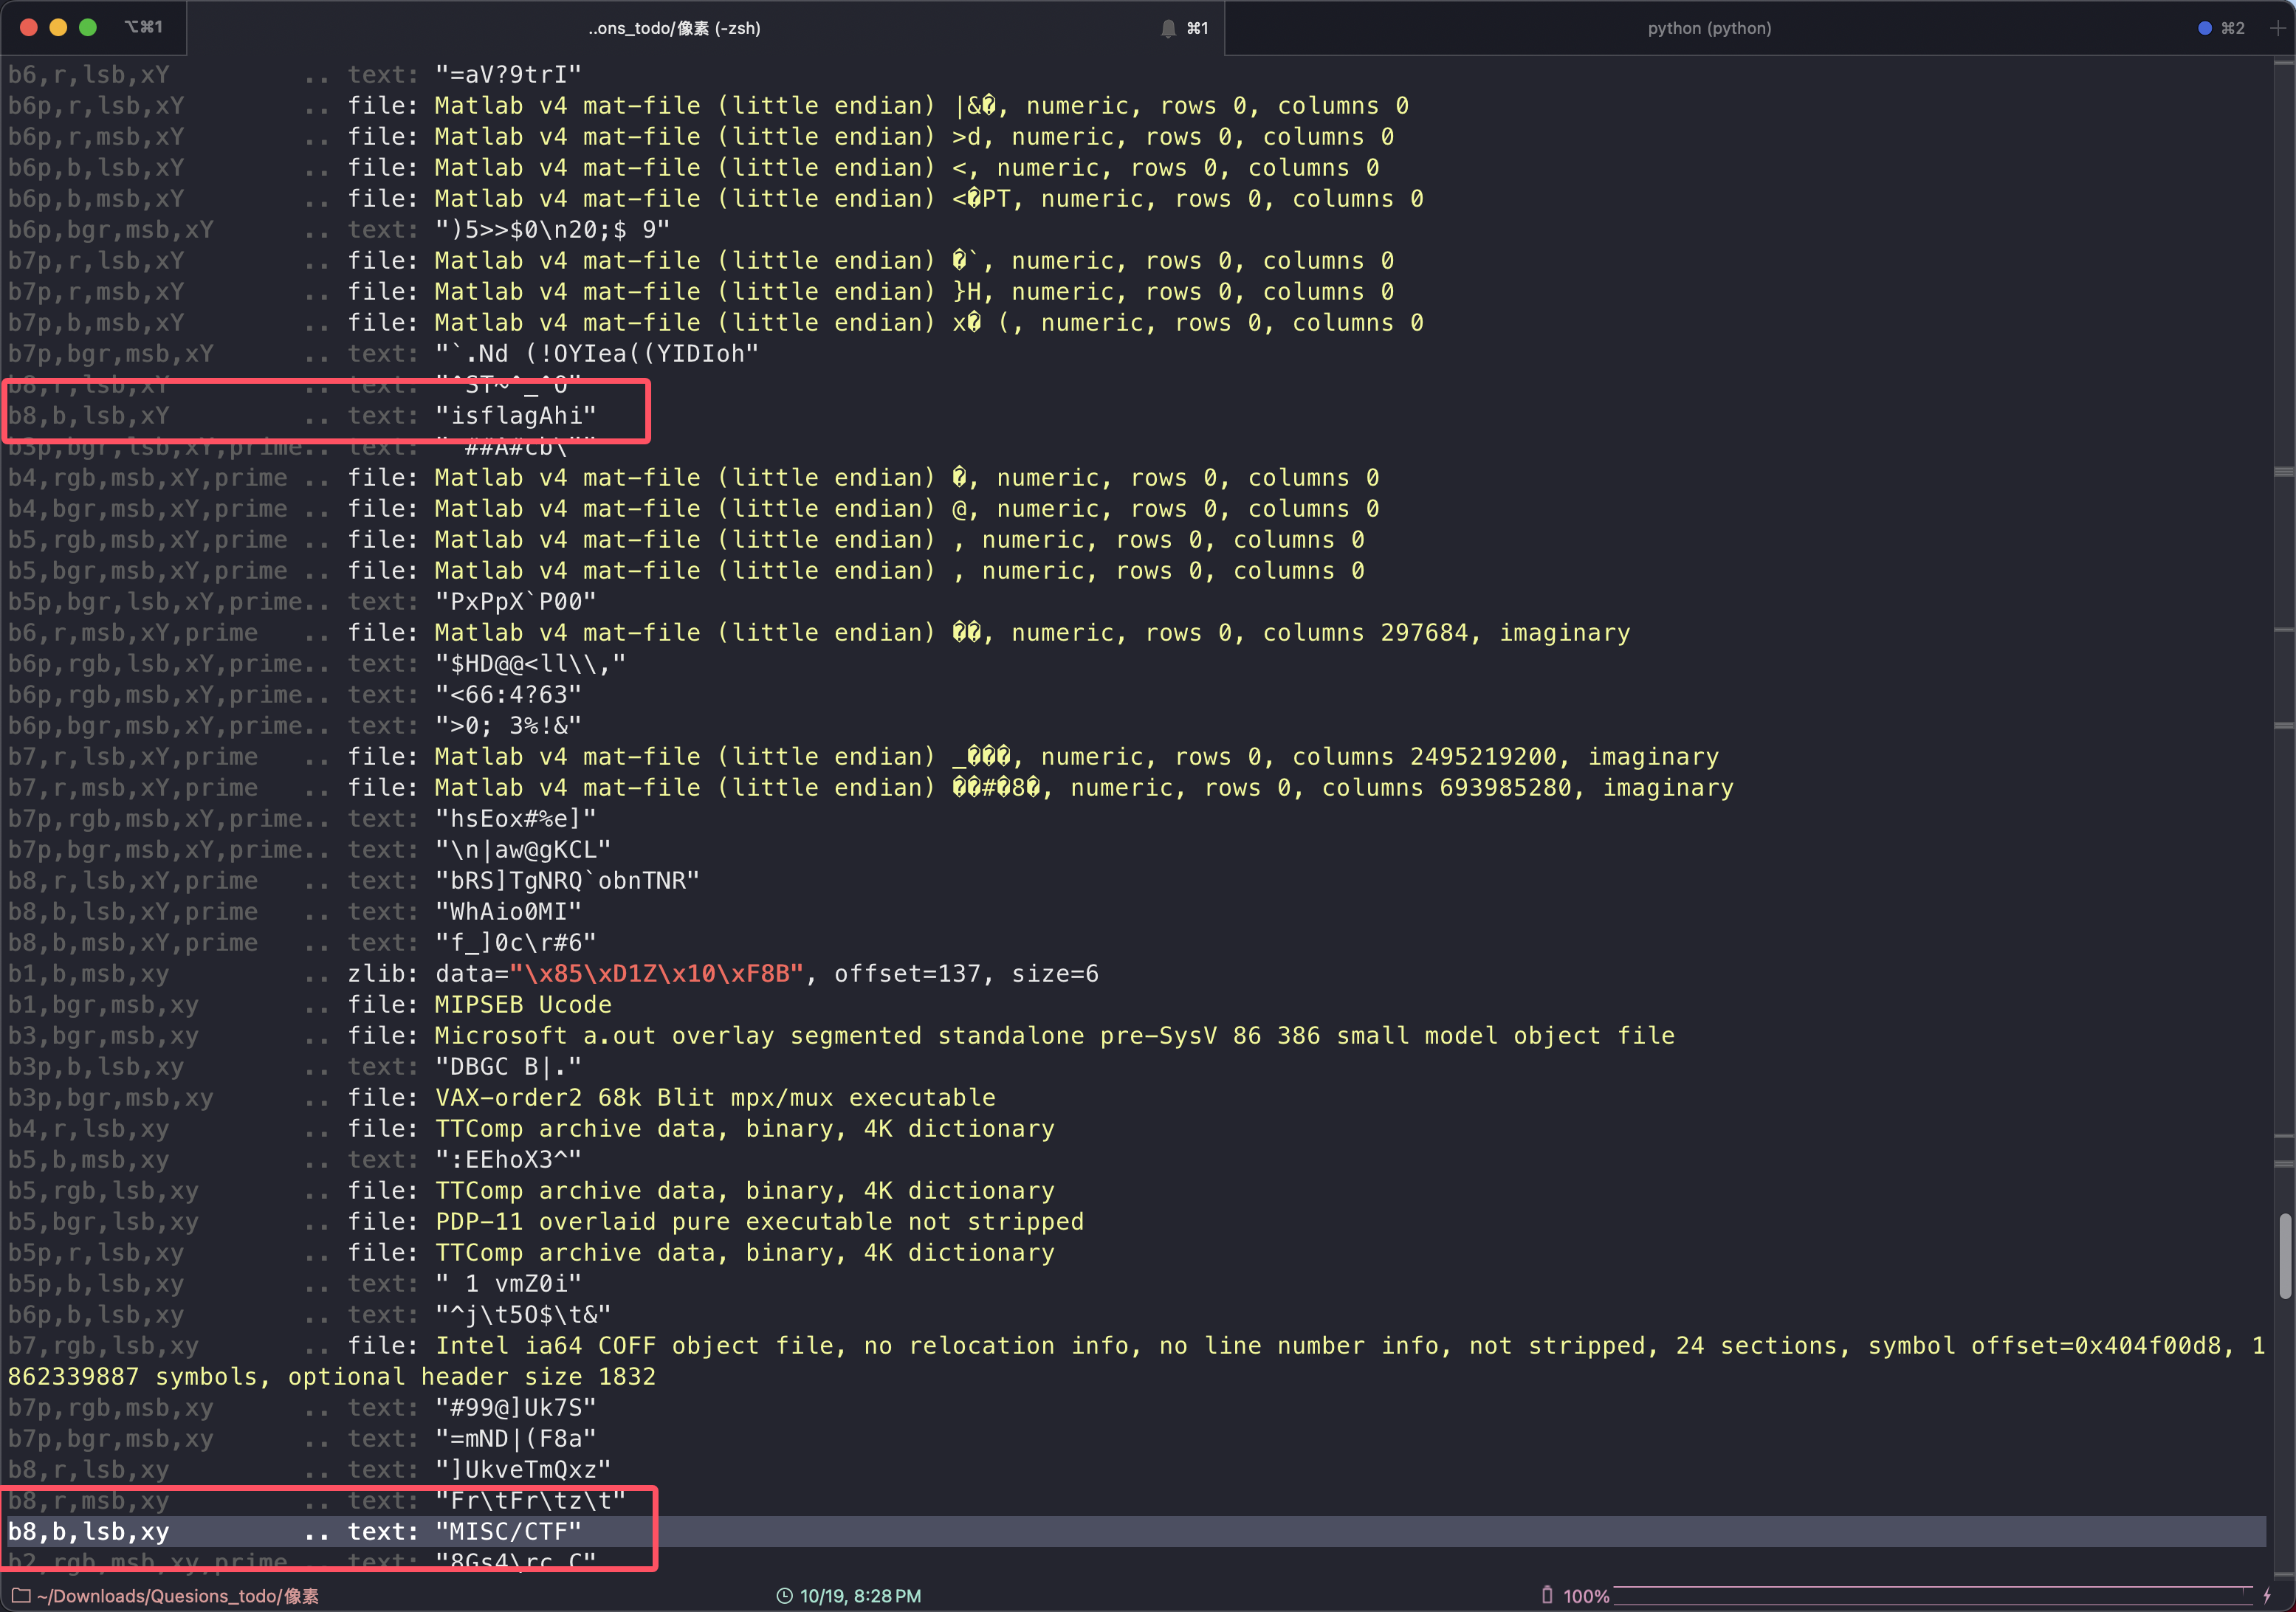 ⌥⌘1 ..ons_todo/像素 (-zsh) ⌘1 python (python) ⌘2
b6,r,lsb,xY .. text: "=aV?9trI"
b6p,r,lsb,xY .. file: Matlab v4 mat-file (little endian) |&�, numeric, rows 0, columns 0
b6p,r,msb,xY .. file: Matlab v4 mat-file (little endian) >d, numeric, rows 0, columns 0
b6p,b,lsb,xY .. file: Matlab v4 mat-file (little endian) <, numeric, rows 0, columns 0
b6p,b,msb,xY .. file: Matlab v4 mat-file (little endian) <�PT, numeric, rows 0, columns 0
b6p,bgr,msb,xY .. text: ")5>>$0\n20;$ 9"
b7p,r,lsb,xY .. file: Matlab v4 mat-file (little endian) �`, numeric, rows 0, columns 0
b7p,r,msb,xY .. file: Matlab v4 mat-file (little endian) }H, numeric, rows 0, columns 0
b7p,b,msb,xY .. file: Matlab v4 mat-file (little endian) x� (, numeric, rows 0, columns 0
b7p,bgr,msb,xY .. text: "`.Nd (!OYIea((YIDIoh"
b8,r,lsb,xY .. text: "^ST~^_^O"
b8,b,lsb,xY .. text: "isflagAhi"
b3p,bgr,lsb,xY,prime.. text:
b4,rgb,msb,xY,prime .. file: Matlab v4 mat-file (little endian) �, numeric, rows 0, columns 0
b4,bgr,msb,xY,prime .. file: Matlab v4 mat-file (little endian) @, numeric, rows 0, columns 0
b5,rgb,msb,xY,prime .. file: Matlab v4 mat-file (little endian) , numeric, rows 0, columns 0
b5,bgr,msb,xY,prime .. file: Matlab v4 mat-file (little endian) , numeric, rows 0, columns 0
b5p,bgr,lsb,xY,prime.. text: "PxPpX`P00"
b6,r,msb,xY,prime .. file: Matlab v4 mat-file (little endian) ��, numeric, rows 0, columns 297684, imaginary
b6p,rgb,lsb,xY,prime.. text: "$HD@@<ll\\,"
b6p,rgb,msb,xY,prime.. text: "<66:4?63"
b6p,bgr,msb,xY,prime.. text: ">0; 3%!&"
b7,r,lsb,xY,prime .. file: Matlab v4 mat-file (little endian) _���, numeric, rows 0, columns 2495219200, imaginary
b7,r,msb,xY,prime .. file: Matlab v4 mat-file (little endian) ��#�8�, numeric, rows 0, columns 693985280, imaginary
b7p,rgb,msb,xY,prime.. text: "hsEox#%e]"
b7p,bgr,msb,xY,prime.. text: "\n|aw@gKCL"
b8,r,lsb,xY,prime .. text: "bRS]TgNRQ`obnTNR"
b8,b,lsb,xY,prime .. text: "WhAio0MI"
b8,b,msb,xY,prime .. text: "f_]0c\r#6"
b1,b,msb,xy .. zlib: data="\x85\xD1Z\x10\xF8B", offset=137, size=6
b1,bgr,msb,xy .. file: MIPSEB Ucode
b3,bgr,msb,xy .. file: Microsoft a.out overlay segmented standalone pre-SysV 86 386 small model object file
b3p,b,lsb,xy .. text: "DBGC B|."
b3p,bgr,msb,xy .. file: VAX-order2 68k Blit mpx/mux executable
b4,r,lsb,xy .. file: TTComp archive data, binary, 4K dictionary
b5,b,msb,xy .. text: ":EEhoX3^"
b5,rgb,lsb,xy .. file: TTComp archive data, binary, 4K dictionary
b5,bgr,lsb,xy .. file: PDP-11 overlaid pure executable not stripped
b5p,r,lsb,xy .. file: TTComp archive data, binary, 4K dictionary
b5p,b,lsb,xy .. text: " 1 vmZ0i"
b6p,b,lsb,xy .. text: "^j\t5O$\t&"
b7,rgb,lsb,xy .. file: Intel ia64 COFF object file, no relocation info, no line number info, not stripped, 24 sections, symbol offset=0x404f00d8, 1
862339887 symbols, optional header size 1832
b7p,rgb,msb,xy .. text: "#99@]Uk7S"
b7p,bgr,msb,xy .. text: "=mND|(F8a"
b8,r,lsb,xy .. text: "]UkveTmQxz"
b8,r,msb,xy .. text: "Fr\tFr\tz\t"
b8,b,lsb,xy .. text: "MISC/CTF"
b2,rgb,msb,xy,prime .. text:
~/Downloads/Quesions_todo/像素 10/19, 8:28 PM 100%